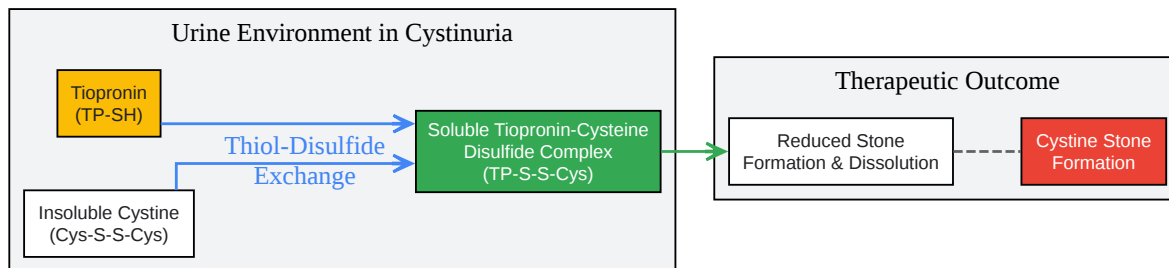 Urine Environment in Cystinuria
Tiopronin
(TP-SH)
Thiol-Disulfide
Exchange
Insoluble Cystine
(Cys-S-S-Cys)
Soluble Tiopronin-Cysteine
Disulfide Complex
(TP-S-S-Cys)
Therapeutic Outcome
Reduced Stone
Formation & Dissolution
Cystine Stone
Formation